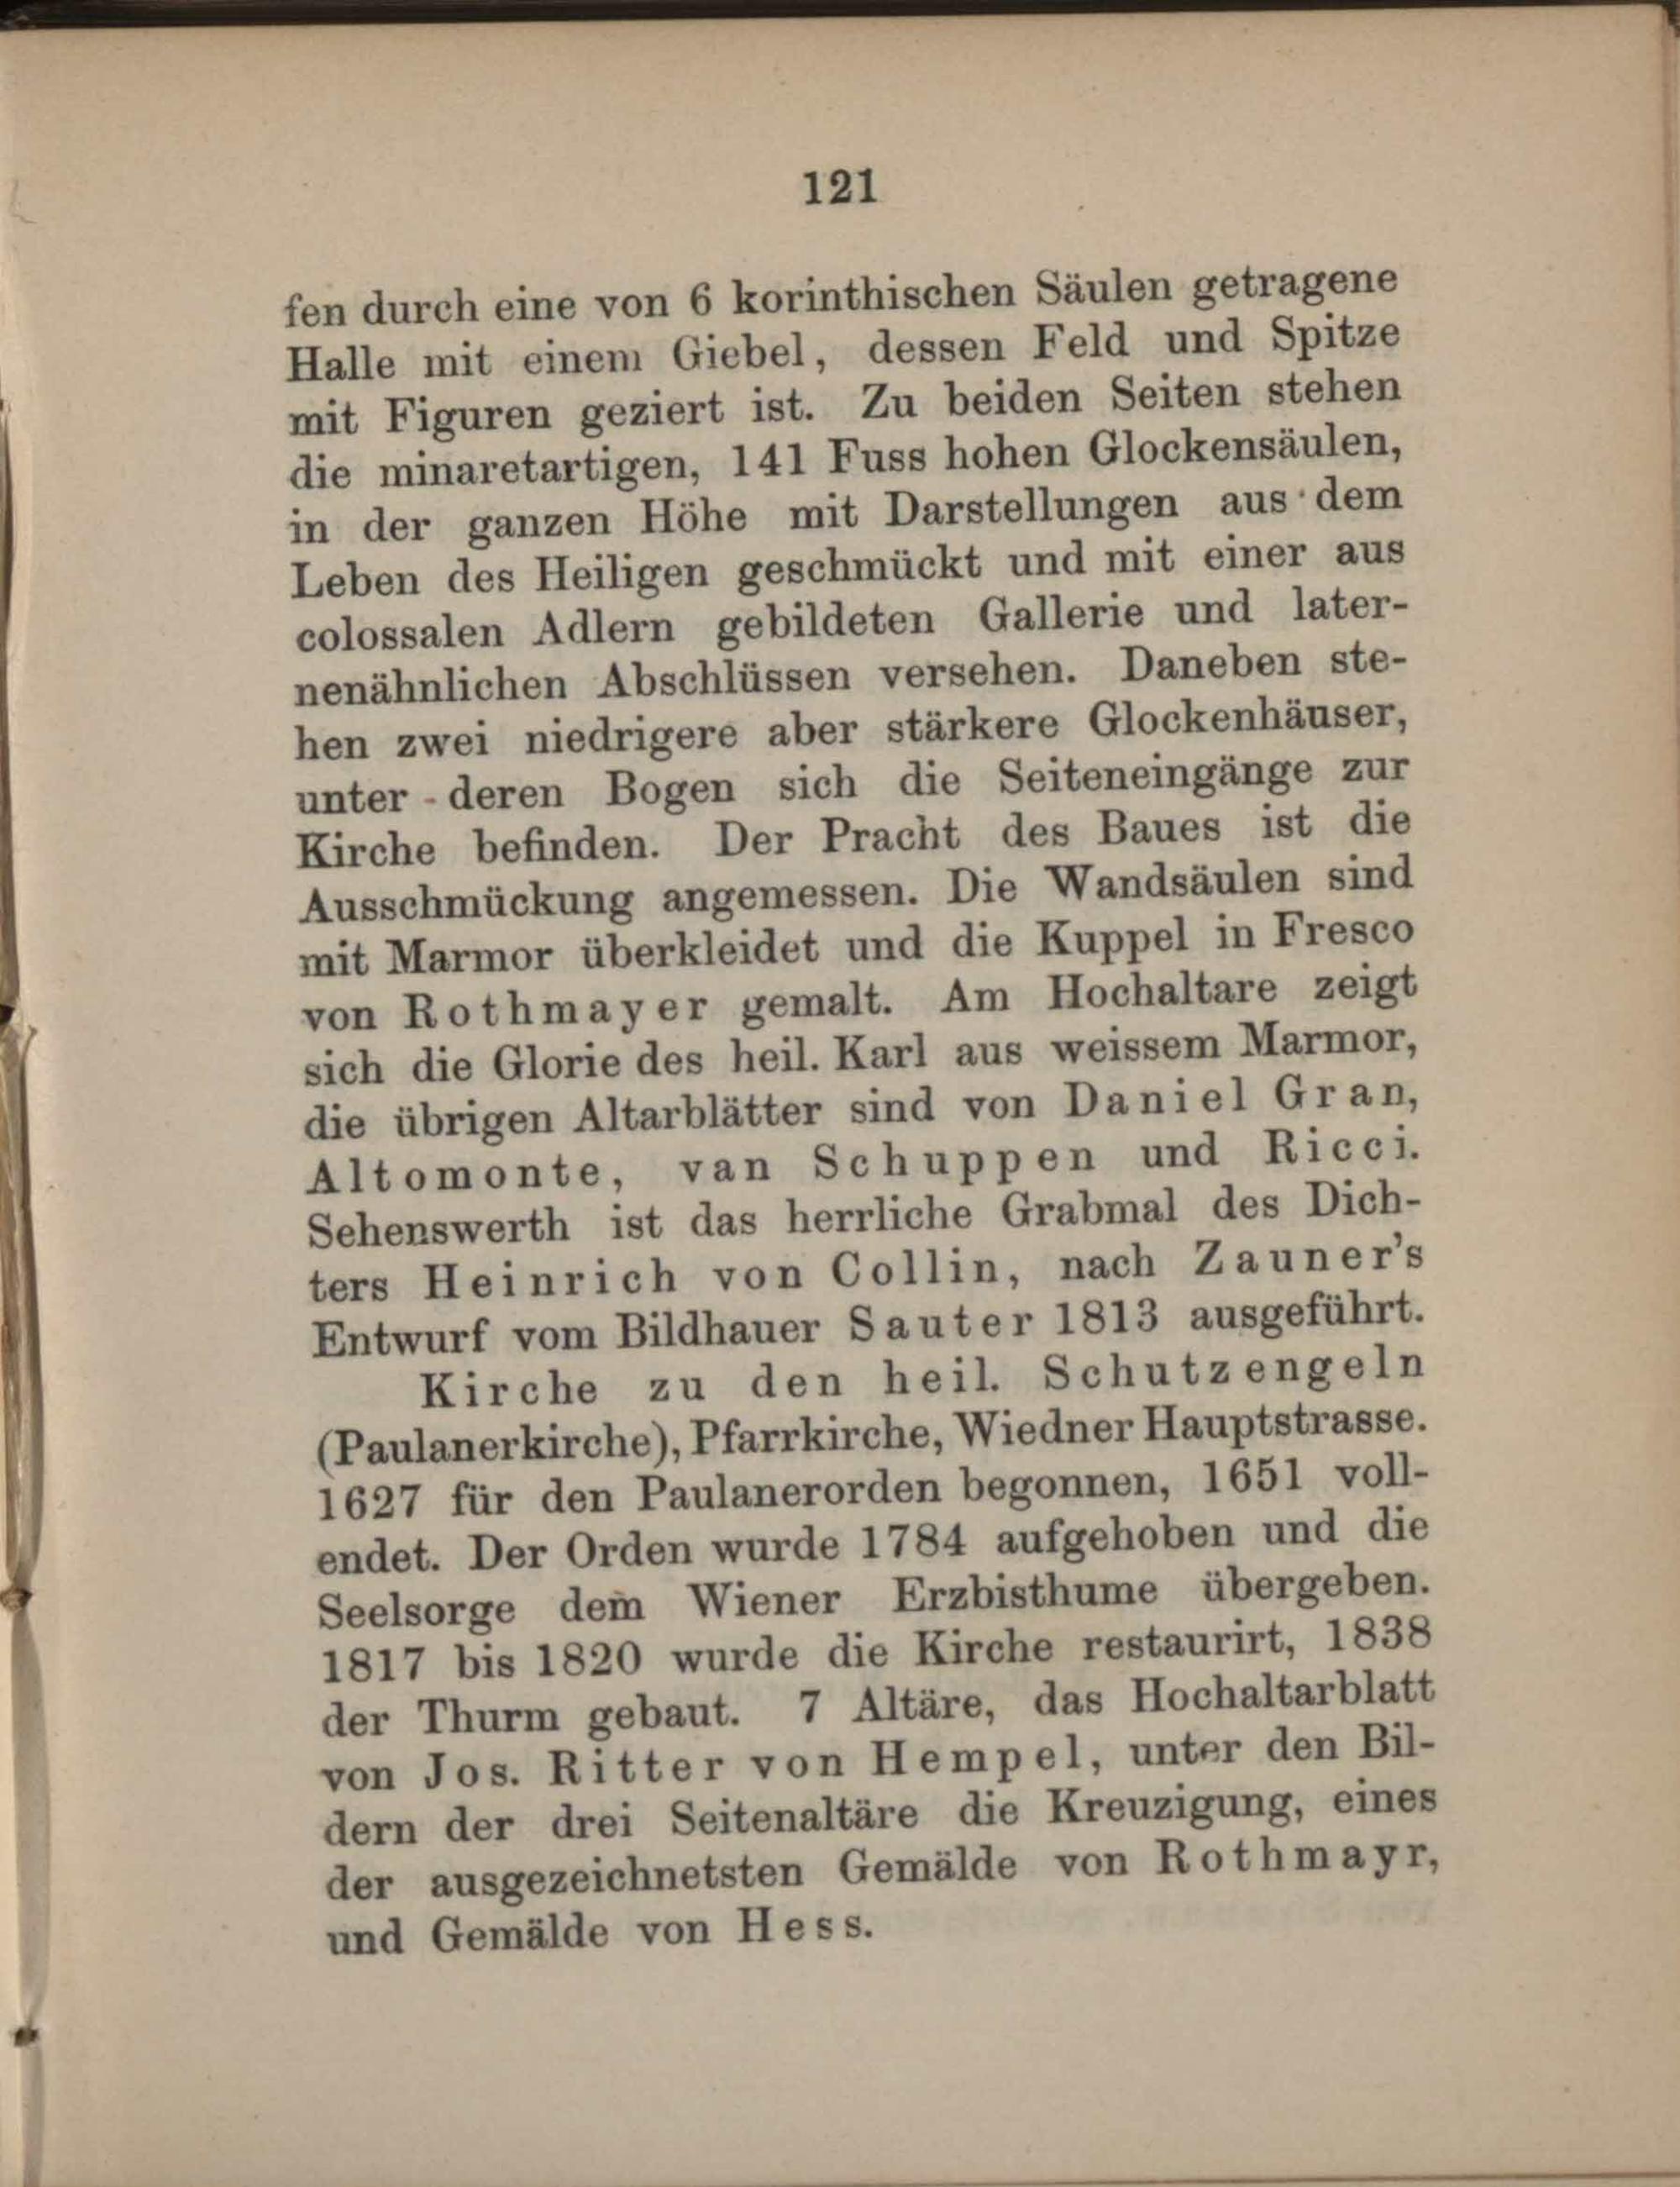 121
fen durch eine von 6 korinthischen Säulen getragene
Halle mit einem Giebel, dessen Feld und Spitze
mit Figuren geziert ist. Zu beiden Seiten stehen
die minaretartigen, 141 Fuss hohen Glockensäulen,
in der ganzen Höhe mit Darstellungen aus dem
Leben des Heiligen geschmückt und mit einer aus
colossalen Adlern gebildeten Gallerie und later-
nenähnlichen Abschlüssen versehen. Daneben ste-
hen zwei niedrigere aber stärkere Glockenhäuser,
unter deren Bogen sich die Seiteneingänge zur
Kirche befinden. Der Pracht des Baues ist die
Ausschmückung angemessen. Die Wandsäulen sind
mit Marmor überkleidet und die Kuppel in Fresco
von Rothmayer gemalt. Am Hochaltare zeigt
sich die Glorie des heil. Karl aus weissem Marmor,
die übrigen Altarblätter sind von Daniel Gran,
Altomonte, van Schuppen und Ricci.
Sehenswerth ist das herrliche Grabmal des Dich-
ters Heinrich von Collin, nach Zauner's
Entwurf vom Bildhauer Sauter 1813 ausgeführt.
Kirche zu den heil. Schutzengeln
(Paulanerkirche), Pfarrkirche, Wiedner Hauptstrasse.
1627 für den Paulanerorden begonnen, 1651 voll-
endet. Der Orden wurde 1784 aufgehoben und die
Seelsorge dem Wiener Erzbisthume übergeben.
1817 bis 1820 wurde die Kirche restaurirt, 1838
der Thurm gebaut. 7 Altäre, das Hochaltarblatt
von Jos. Ritter von Hempel, unter den Bil-
dern der drei Seitenaltäre die Kreuzigung, eines
der ausgezeichnetsten Gemälde von Rothmayr,
und Gemälde von Hess.